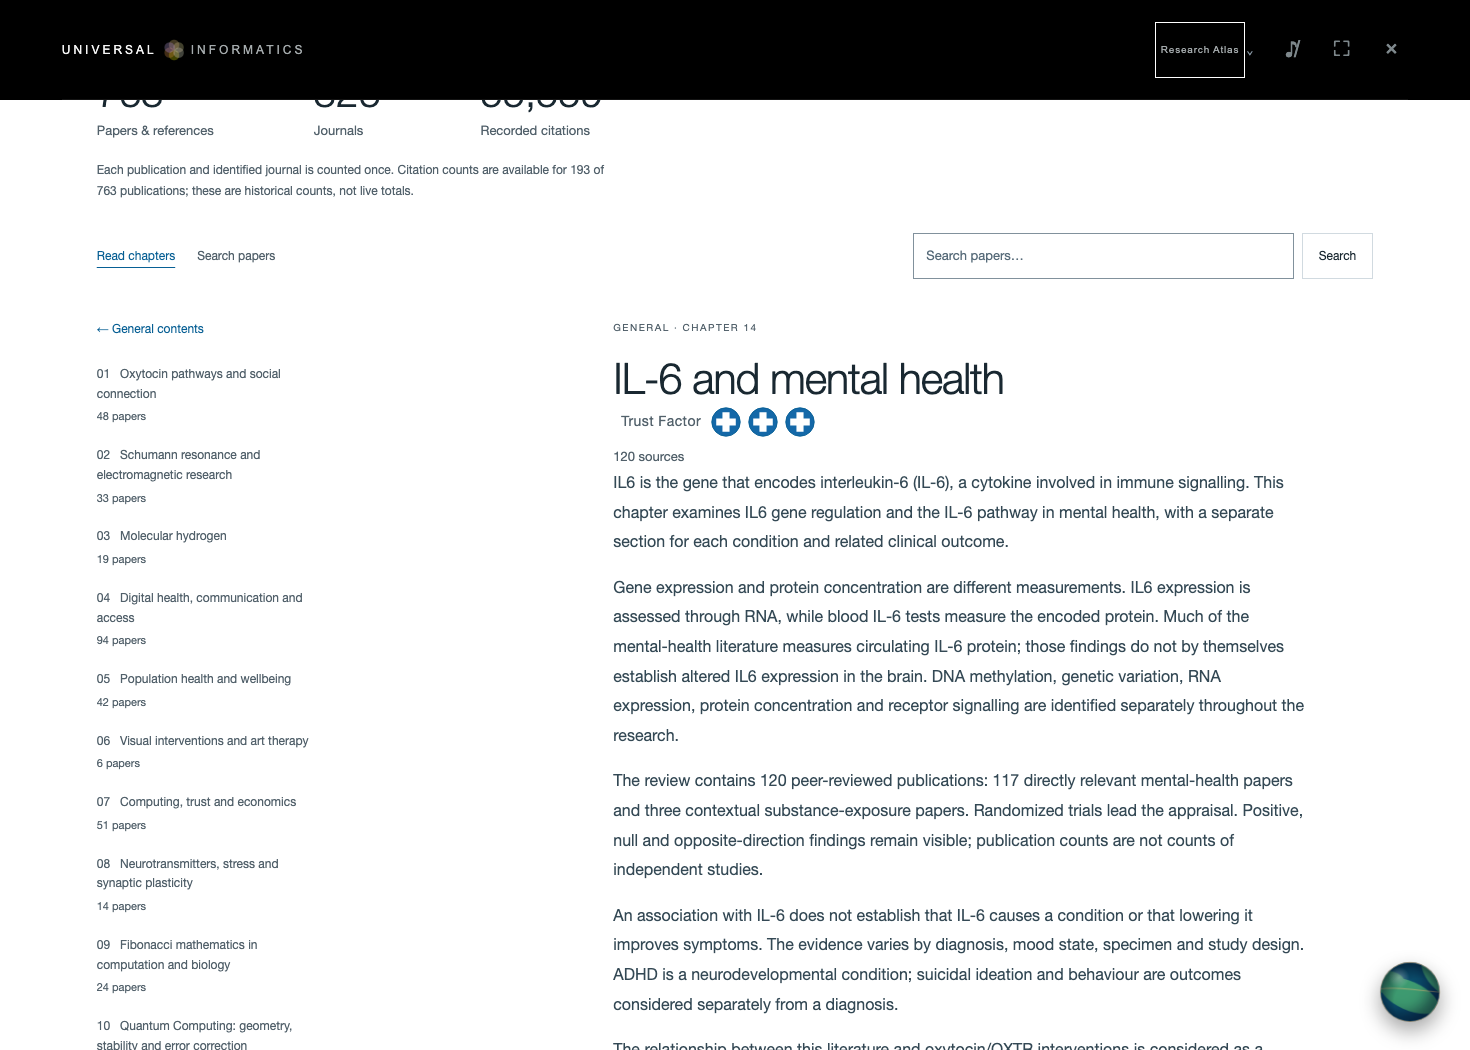 UNIVERSAL INFORMATICS
Research Atlas
Papers & references
Journals
Recorded citations
Each publication and identified journal is counted once. Citation counts are available for 193 of
763 publications; these are historical counts, not live totals.
Read chapters
Search papers
Search papers...
Search
← General contents
01 Oxytocin pathways and social
connection
48 papers
02 Schumann resonance and
electromagnetic research
33 papers
03 Molecular hydrogen
19 papers
04 Digital health, communication and
access
94 papers
05 Population health and wellbeing
42 papers
06 Visual interventions and art therapy
6 papers
07 Computing, trust and economics
51 papers
08 Neurotransmitters, stress and
synaptic plasticity
14 papers
09 Fibonacci mathematics in
computation and biology
24 papers
10 Quantum Computing: geometry,
stability and error correction
GENERAL · CHAPTER 14
IL-6 and mental health
Trust Factor
120 sources
IL6 is the gene that encodes interleukin-6 (IL-6), a cytokine involved in immune signalling. This
chapter examines IL6 gene regulation and the IL-6 pathway in mental health, with a separate
section for each condition and related clinical outcome.
Gene expression and protein concentration are different measurements. IL6 expression is
assessed through RNA, while blood IL-6 tests measure the encoded protein. Much of the
mental-health literature measures circulating IL-6 protein; those findings do not by themselves
establish altered IL6 expression in the brain. DNA methylation, genetic variation, RNA
expression, protein concentration and receptor signalling are identified separately throughout the
research.
The review contains 120 peer-reviewed publications: 117 directly relevant mental-health papers
and three contextual substance-exposure papers. Randomized trials lead the appraisal. Positive,
null and opposite-direction findings remain visible; publication counts are not counts of
independent studies.
An association with IL-6 does not establish that IL-6 causes a condition or that lowering it
improves symptoms. The evidence varies by diagnosis, mood state, specimen and study design.
ADHD is a neurodevelopmental condition; suicidal ideation and behaviour are outcomes
considered separately from a diagnosis.
The relationship between this literature and oxytocin/OXTR interventions is considered as a